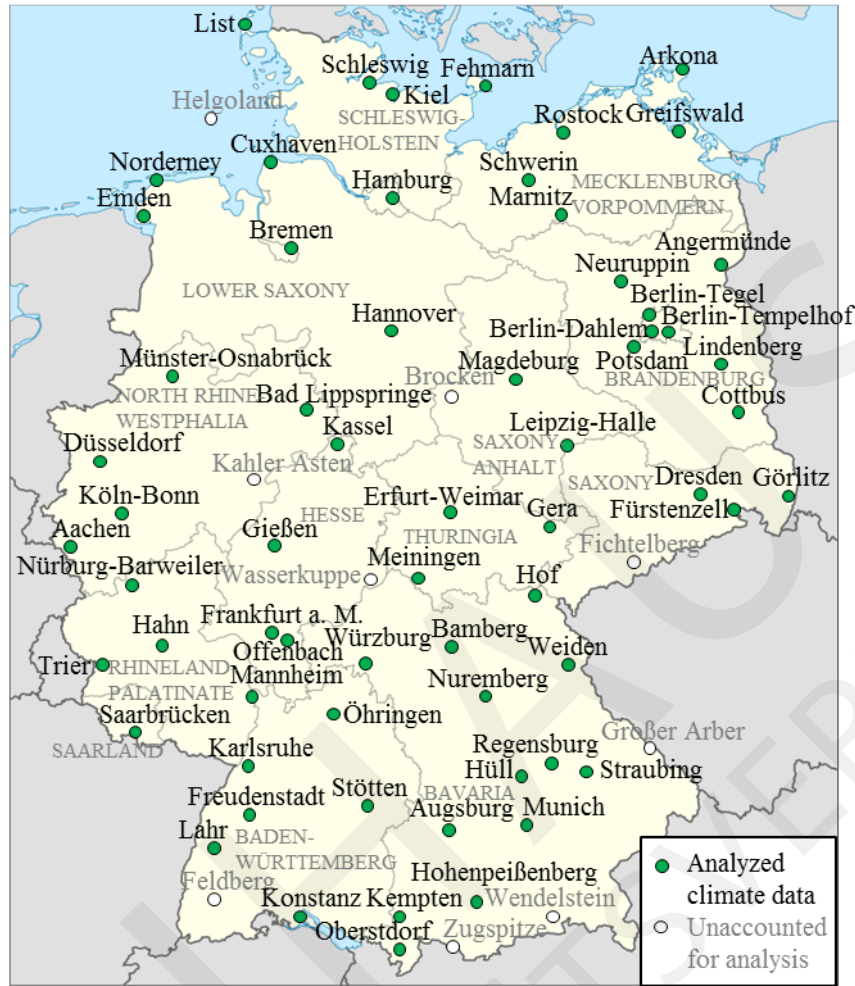 List
Schleswig
Fehmarn
Arkona
Helgoland
Kiel
SCHLESWIG-
HOLSTEIN
Rostock
Greifswald
Cuxhaven
Norderney
Hamburg
Schwerin
MECKLENBURG
VORPOMMERN
Emden
Marnitz
Bremen
Angermünde
Neuruppin
LOWER SAXONY
Berlin-Tegel
Hannover
Berlin-Dahlem
Berlin-Tempelhof
Münster-Osnabrück
Magdeburg
Potsdam
Lindenberg
Brocken
BRANDENBURG
NORTH RHINE-
WESTPHALIA
Bad Lippspringe
Cottbus
Kassel
Leipzig-Halle
Düsseldorf
SAXONY
ANHALT
Kahler Asten
SAXONY
Dresden
Görlitz
Köln-Bonn
HESSE
Erfurt-Weimar
Gera
Fürstenzell
Aachen
Gießen
THURINGIA
Fichtelberg
Nürburg-Barweiler
Wasserkuppe
Meiningen
Hof
Hahn
Frankfurt a. M.
Offenbach
Würzburg
Bamberg
Weiden
Trier
RHINELAND
PALATINATE
Mannheim
Nuremberg
Saarbrücken
Öhringen
SAARLAND
Großer Arber
Karlsruhe
Regensburg
Hüll
Straubing
Freudenstadt
Stötten
BAVARIA
Augsburg
Munich
Lahr
BADEN-
WÜRTTEMBERG
Feldberg
Hohenpeißenberg
Konstanz
Kempten
Wendelstein
Oberstdorf
Zugspitze
Analyzed
climate data
Unaccounted
for analysis